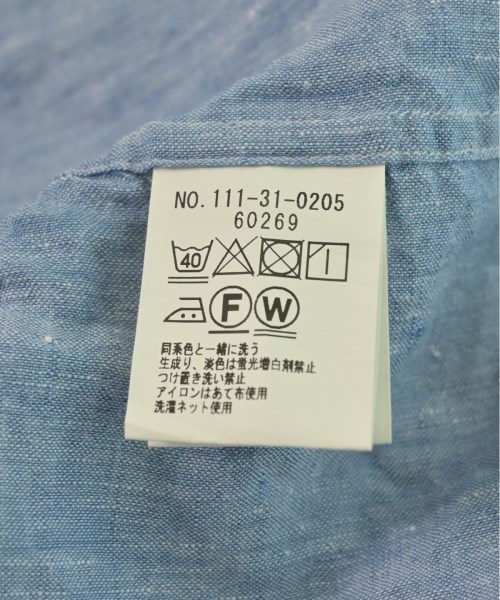 NO. 111-31-0205
60269
40
F W
同系色と一緒に洗う
生成り、淡色は蛍光増白剤禁止
つけ置き洗い禁止
アイロンはあて布使用
洗濯ネット使用